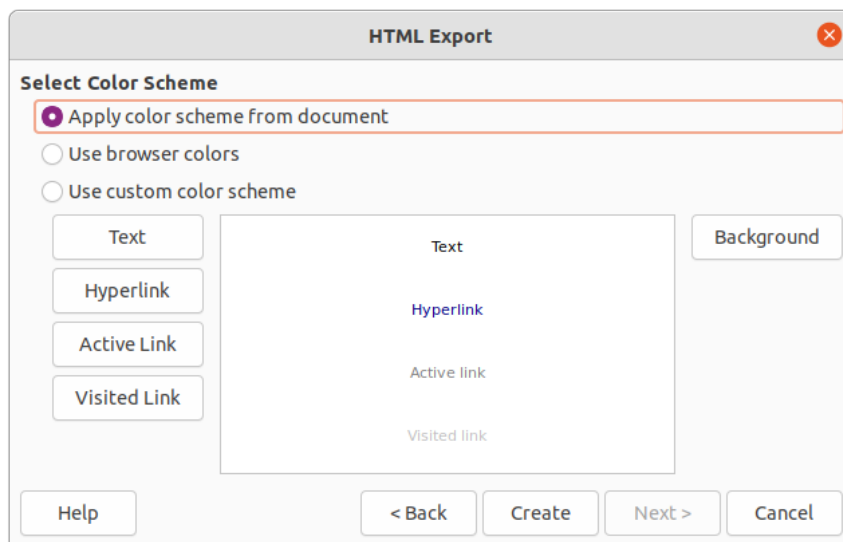 HTML Export
Select Color Scheme
Apply color scheme from document
Use browser colors
Use custom color scheme
Text
Hyperlink
Active Link
Visited Link
Text
Hyperlink
Active link
Visited link
Background
Help
< Back
Create
Next >
Cancel